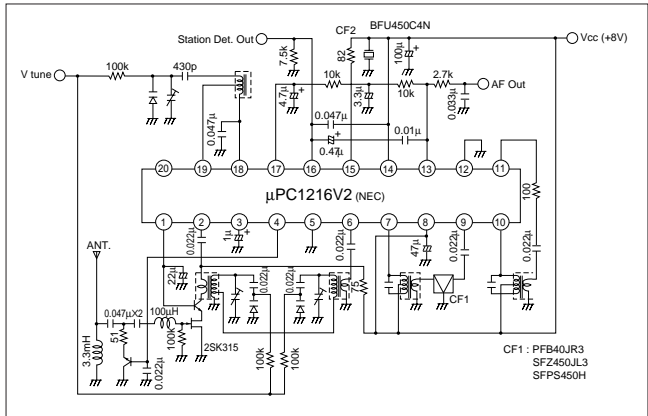 Station Det. Out
CF2
BFU450C4N
Vcc (+8V)
V tune
100k
430p
7.5k
82
100μ
+
10k
2.7k
AF Out
4.7μ
+
3.3μ
10k
0.033μ
0.047μ
0.047μ
+
0.47μ
0.01μ
20
19
18
17
16
15
14
13
12
11
μPC1216V2 (NEC)
1
2
3
4
5
6
7
8
9
10
100
ANT.
0.022μ
1μ
+
0.022μ
47μ
0.022μ
0.022μ
22μ
0.022μ
0.022μ
75
CF1
0.047μX2
100μH
3.3mH
51
100k
2SK315
0.022μ
100k
100k
CF1 : PFB40JR3
SFZ450JL3
SFPS450H